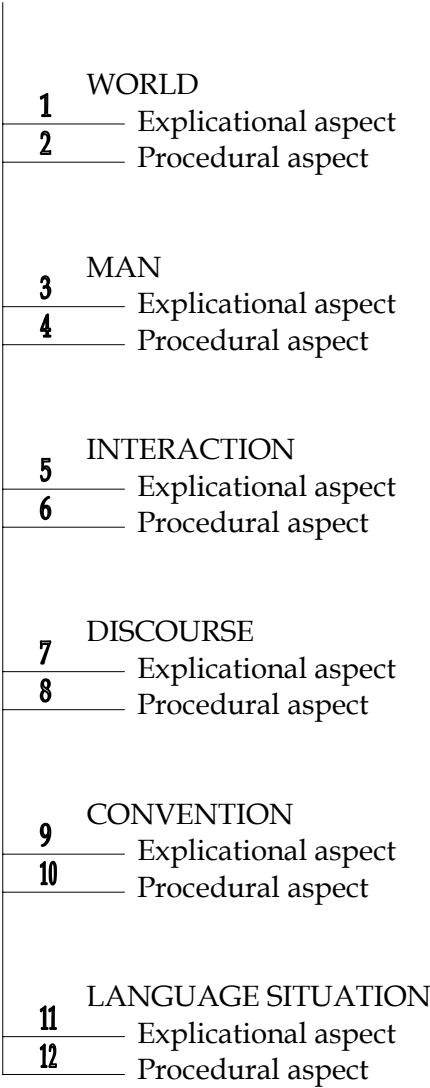 WORLD
1 Explicational aspect
2 Procedural aspect
MAN
3 Explicational aspect
4 Procedural aspect
INTERACTION
5 Explicational aspect
6 Procedural aspect
DISCOURSE
7 Explicational aspect
8 Procedural aspect
CONVENTION
9 Explicational aspect
10 Procedural aspect
LANGUAGE SITUATION
11 Explicational aspect
12 Procedural aspect